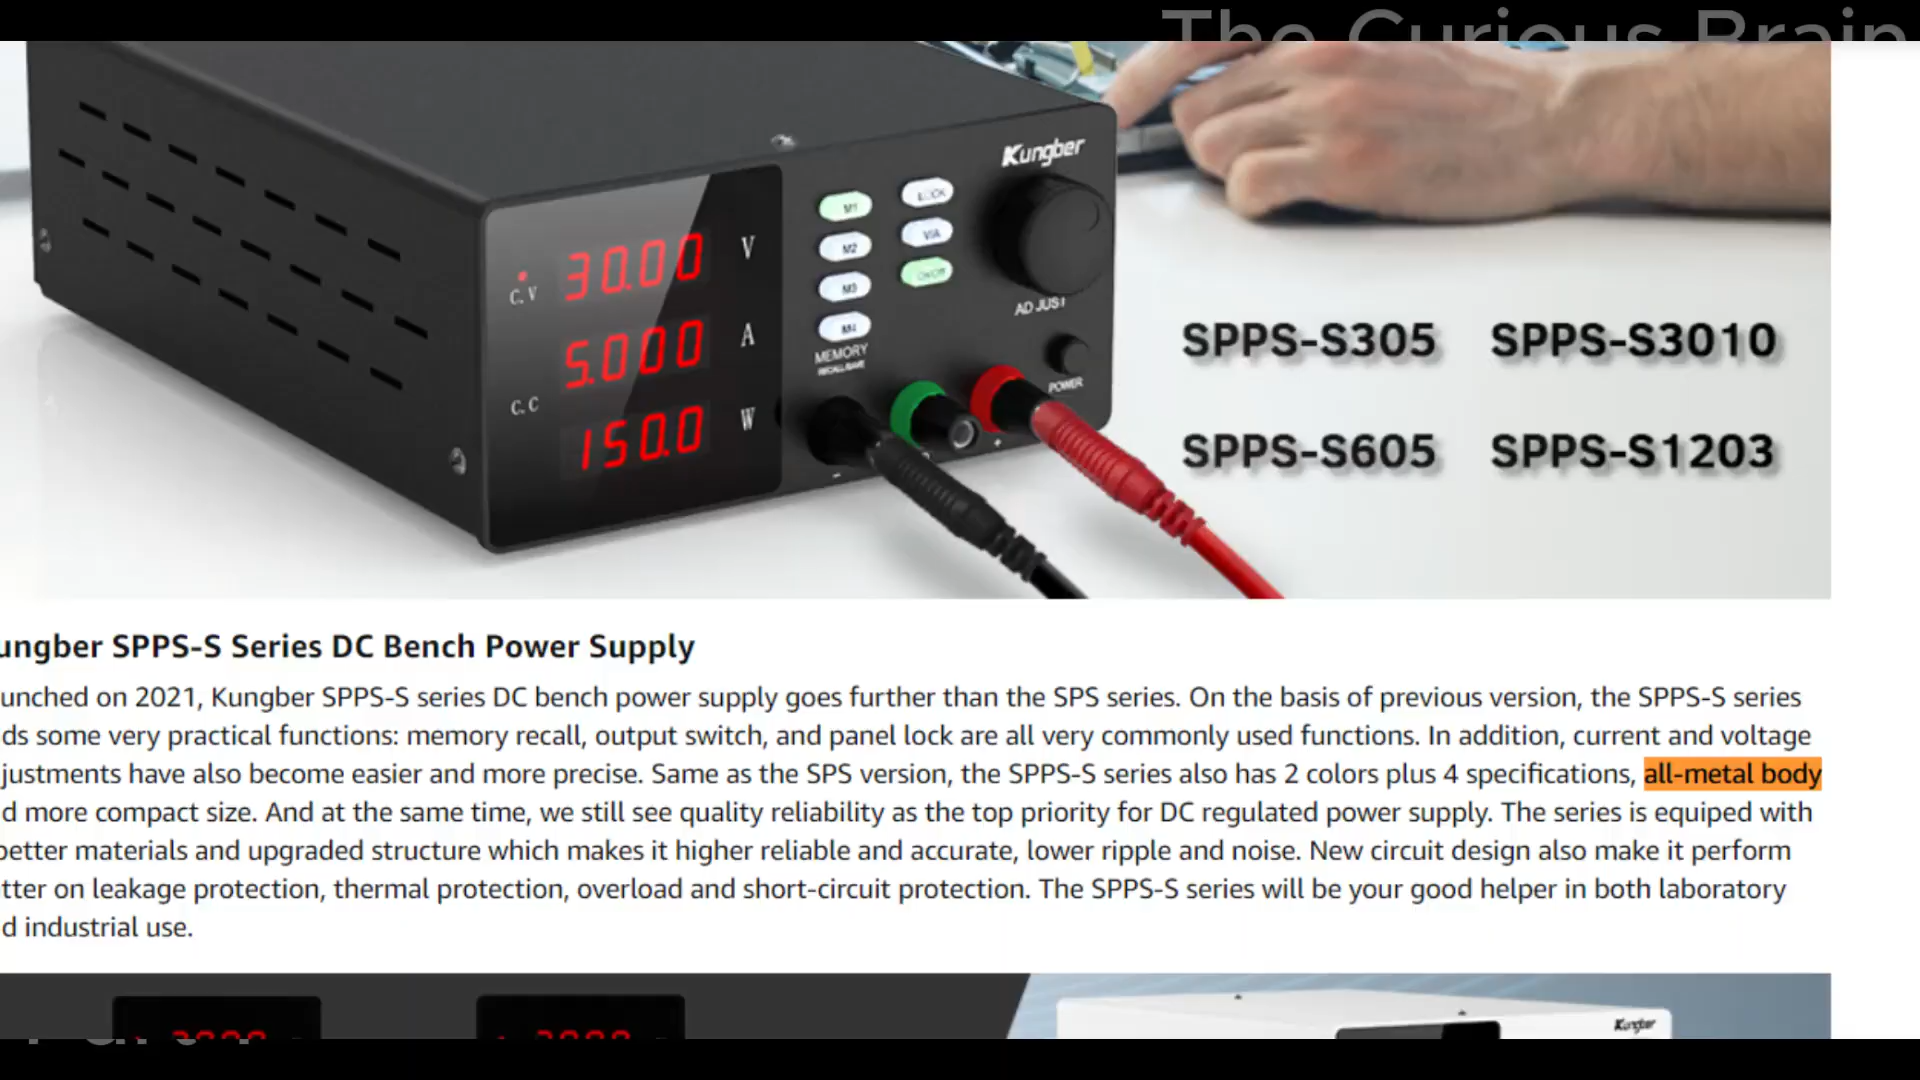 The Curious Brain
Kungber
M1 LOCK
30.00 V
C.V
M2 V/A
M3 On/Off
M4
AD JUST
5.000 A
MEMORY
RECALL/SAVE
C.C
POWER
150.0 W
- +
SPPS-S305 SPPS-S3010
SPPS-S605 SPPS-S1203
ungber SPPS-S Series DC Bench Power Supply
unched on 2021, Kungber SPPS-S series DC bench power supply goes further than the SPS series. On the basis of previous version, the SPPS-S series
ds some very practical functions: memory recall, output switch, and panel lock are all very commonly used functions. In addition, current and voltage
justments have also become easier and more precise. Same as the SPS version, the SPPS-S series also has 2 colors plus 4 specifications, all-metal body
d more compact size. And at the same time, we still see quality reliability as the top priority for DC regulated power supply. The series is equiped with
better materials and upgraded structure which makes it higher reliable and accurate, lower ripple and noise. New circuit design also make it perform
tter on leakage protection, thermal protection, overload and short-circuit protection. The SPPS-S series will be your good helper in both laboratory
d industrial use.
Kungber